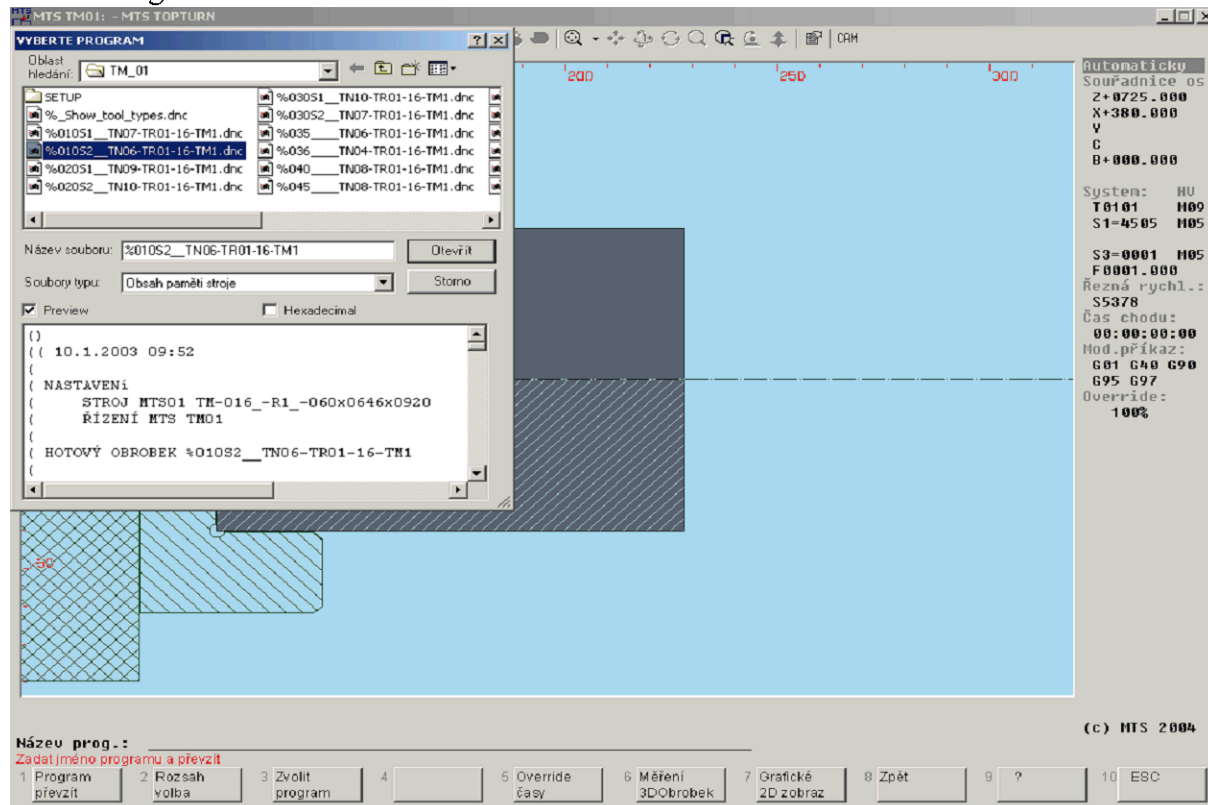 MTS TM01: - MTS TOPTURN
VYBERTE PROGRAM
Oblast hledání: TM_01
SETUP
%_Show_tool_types.dnc
%010S1__TN07-TR01-16-TM1.dnc
%010S2__TN06-TR01-16-TM1.dnc
%020S1__TN09-TR01-16-TM1.dnc
%020S2__TN10-TR01-16-TM1.dnc
%030S1__TN10-TR01-16-TM1.dnc
%030S2__TN07-TR01-16-TM1.dnc
%035____TN06-TR01-16-TM1.dnc
%036____TN04-TR01-16-TM1.dnc
%040____TN08-TR01-16-TM1.dnc
%045____TN08-TR01-16-TM1.dnc
Název souboru: %010S2__TN06-TR01-16-TM1 Otevřít
Soubory typu: Obsah paměti stroje Storno
Preview Hexadecimal
()
(( 10.1.2003 09:52
(
( NASTAVENí
( STROJ MTS01 TM-016_-R1_-060x0646x0920
( ŘÍZENÍ MTS TM01
(
( HOTOVÝ OBROBEK %010S2__TN06-TR01-16-TM1
(
CAM
200 250 300
Automaticky
Souřadnice os
Z+0725.000
X+380.000
Y
C
B+000.000
System: HV
T0101 M09
S1=4505 M05
S3=0001 M05
F0001.000
Řezná rychl.:
S5378
Čas chodu:
00:00:00:00
Mod.příkaz:
G01 G40 G90
G95 G97
Override:
100%
(c) MTS 2004
Název prog.:
Zadat jméno programu a převzít
1 Program převzít
2 Rozsah volba
3 Zvolit program
4
5 Override časy
6 Měření 3DObrobek
7 Grafické 2D zobraz
8 Zpět
9 ?
10 ESC